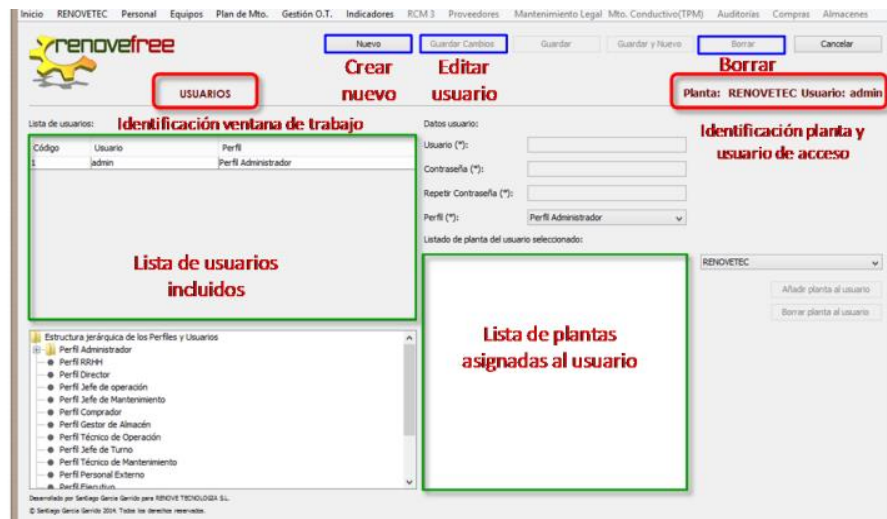 Inicio RENOVETEC Personal Equipos Plan de Mto. Gestión O.T. Indicadores RCM 3 Proveedores Mantenimiento Legal Mto. Conductivo(TPM) Auditorias Compras Almacenes
renovefree
Nuevo Guardar Cambios Guardar Guardar y Nuevo Borrar Cancelar
Crear nuevo
Editar usuario
Borrar
USUARIOS
Planta: RENOVETEC Usuario: admin
Lista de usuarios:
Identificación ventana de trabajo
Datos usuario:
Identificación planta y usuario de acceso
Código Usuario Perfil
1 admin Perfil Administrador
Usuario (*):
Contraseña (*):
Repetir Contraseña (*):
Perfil (*): Perfil Administrador
Listado de planta del usuario seleccionado:
Lista de usuarios
incluidos
RENOVETEC
Añadir planta al usuario
Borrar planta al usuario
Lista de plantas
asignadas al usuario
Estructura jerárquica de los Perfiles y Usuarios
Perfil Administrador
Perfil RRHH
Perfil Director
Perfil Jefe de operación
Perfil Jefe de Mantenimiento
Perfil Comprador
Perfil Gestor de Almacén
Perfil Técnico de Operación
Perfil Jefe de Turno
Perfil Técnico de Mantenimiento
Perfil Personal Externo
Perfil Ejecutivo
Desarrollado por Santiago Garcia Garrido para RENOVE TECNOLOGIA S.L.
© Santiago Garcia Garrido 2014. Todos los derechos reservados.